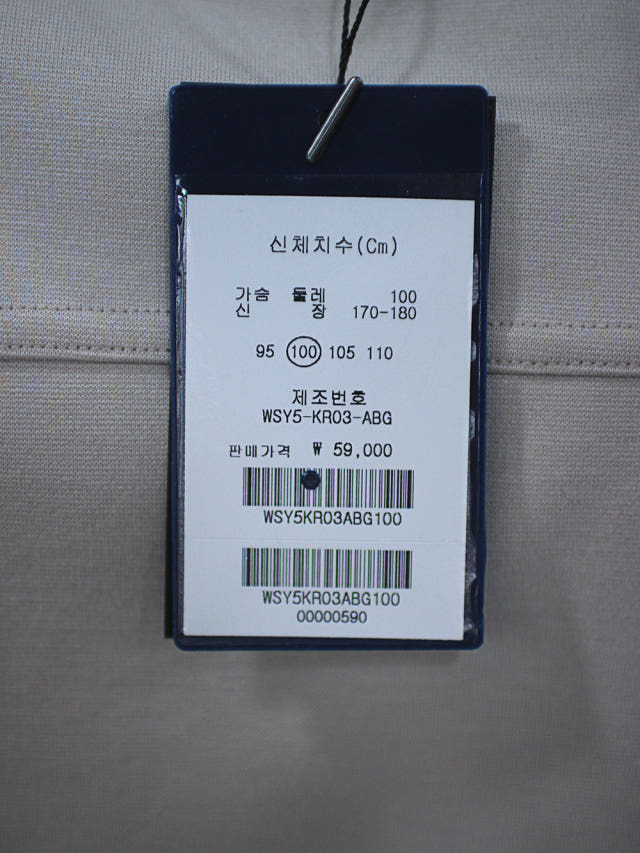 신체치수(Cm)
가슴 둘레 100
신 장 170-180
95 100 105 110
제조번호
WSY5-KR03-ABG
판매가격 ₩ 59,000
WSY5KR03ABG100
WSY5KR03ABG100
00000590